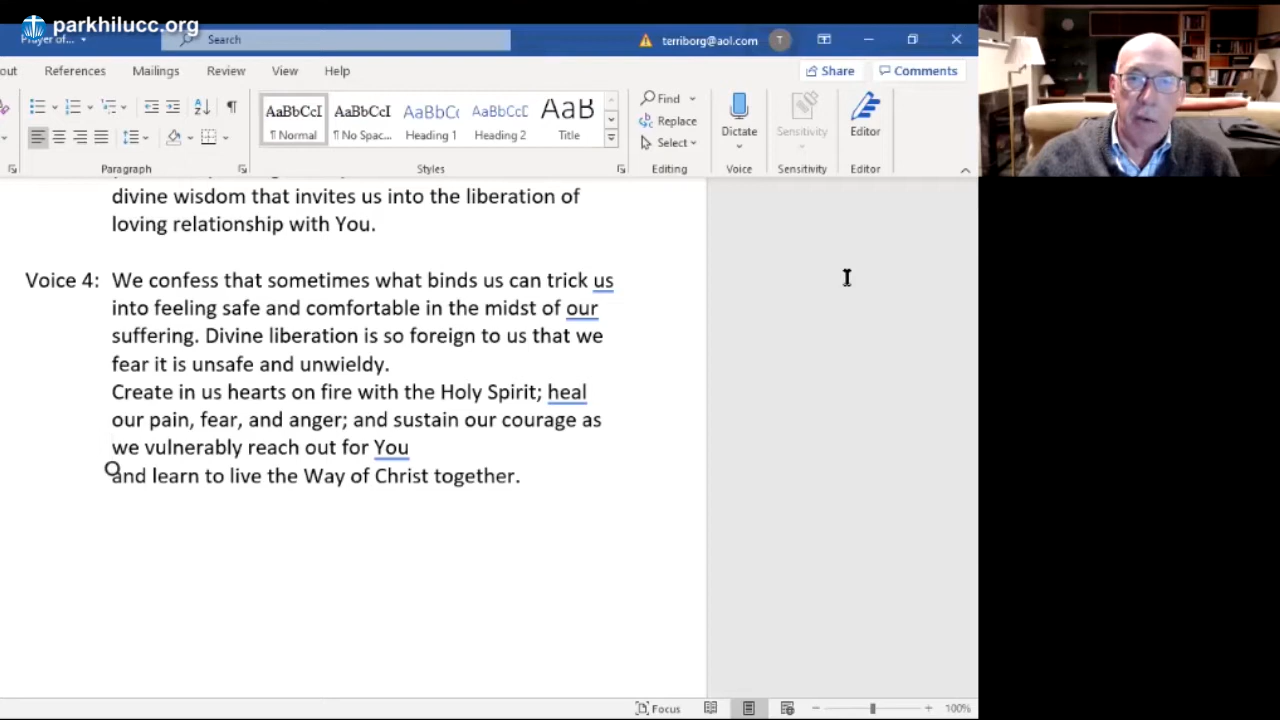 parkhilucc.org
Prayer of...
Search
terriborg@aol.com
T
out
References
Mailings
Review
View
Help
Share
Comments
AaBbCcI
AaBbCcI
AaBbCc
AaBbCcD
AaB
¶ Normal
¶ No Spac...
Heading 1
Heading 2
Title
Find
Replace
Select
Dictate
Sensitivity
Editor
Paragraph
Styles
Editing
Voice
Sensitivity
Editor
divine wisdom that invites us into the liberation of
loving relationship with You.
Voice 4: We confess that sometimes what binds us can trick us
into feeling safe and comfortable in the midst of our
suffering. Divine liberation is so foreign to us that we
fear it is unsafe and unwieldy.
Create in us hearts on fire with the Holy Spirit; heal
our pain, fear, and anger; and sustain our courage as
we vulnerably reach out for You
and learn to live the Way of Christ together.
Focus
100%